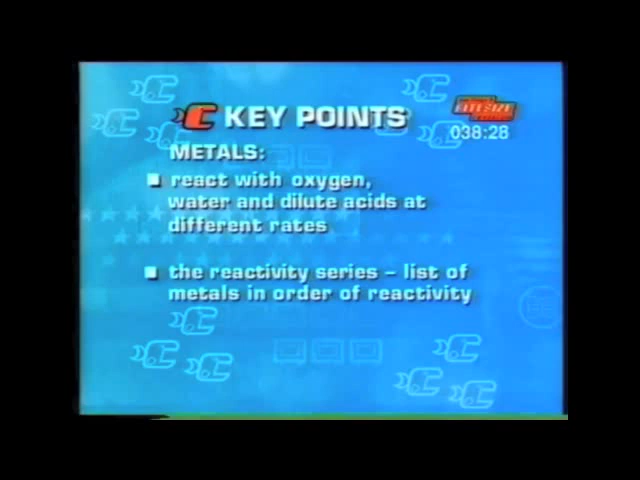 KEY POINTS
BITESIZE
038:28
METALS:
react with oxygen,
water and dilute acids at
different rates
the reactivity series – list of
metals in order of reactivity